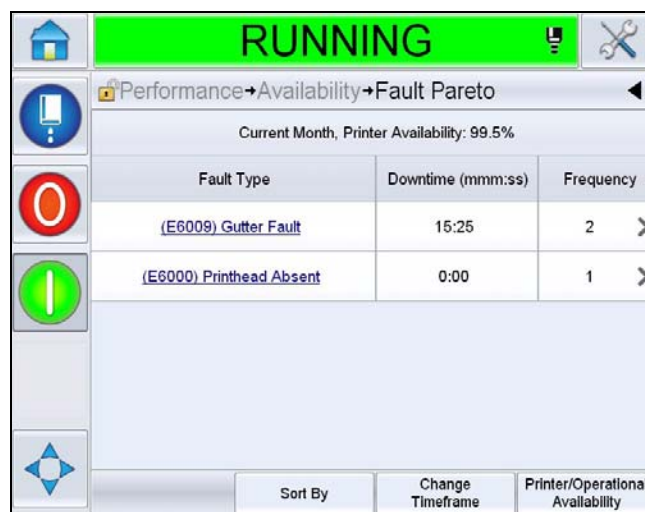 RUNNING
Performance→Availability→Fault Pareto
Current Month, Printer Availability: 99.5%
Fault Type Downtime (mmm:ss) Frequency
(E6009) Gutter Fault 15:25 2
(E6000) Printhead Absent 0:00 1
Sort By
Change
Timeframe
Printer/Operational
Availability